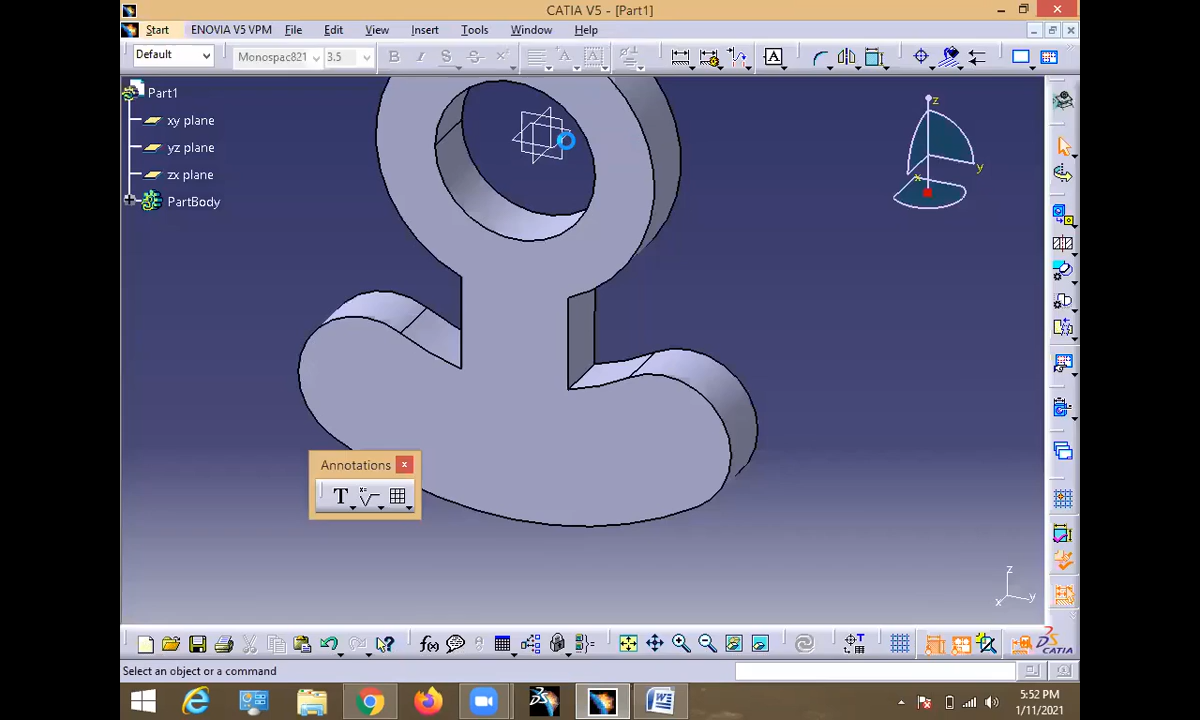 CATIA V5 - [Part1]
Start ENOVIA V5 VPM File Edit View Insert Tools Window Help
Default Monospac821 3.5 B I S S
Part1
xy plane
yz plane
zx plane
PartBody
z
y
x
Annotations
T
z
y
x
f(x)
CATIA
Select an object or a command
5:52 PM
1/11/2021